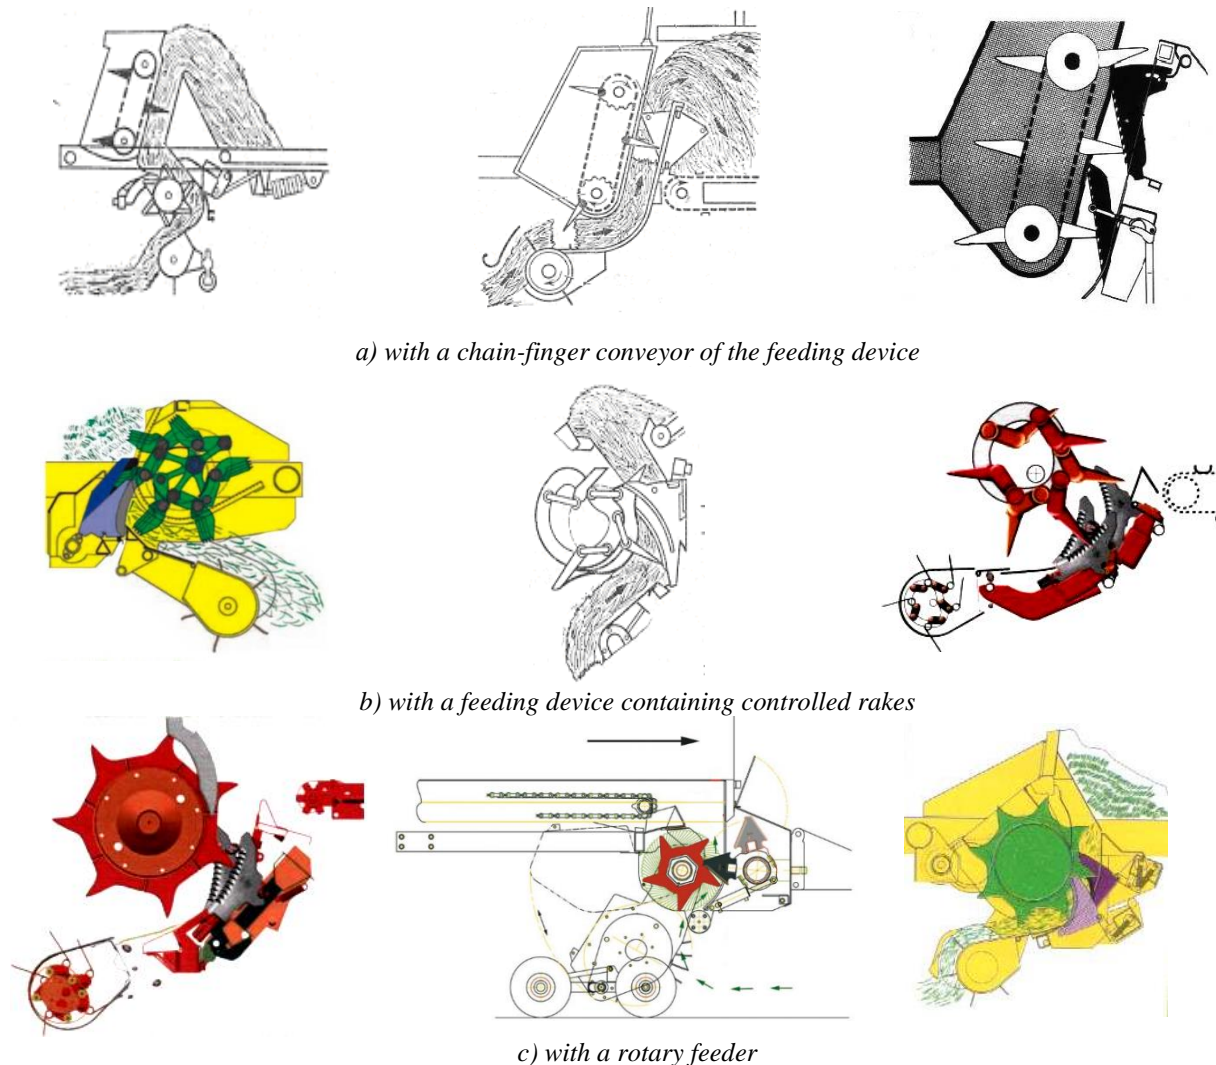 a) with a chain-finger conveyor of the feeding device
b) with a feeding device containing controlled rakes
c) with a rotary feeder